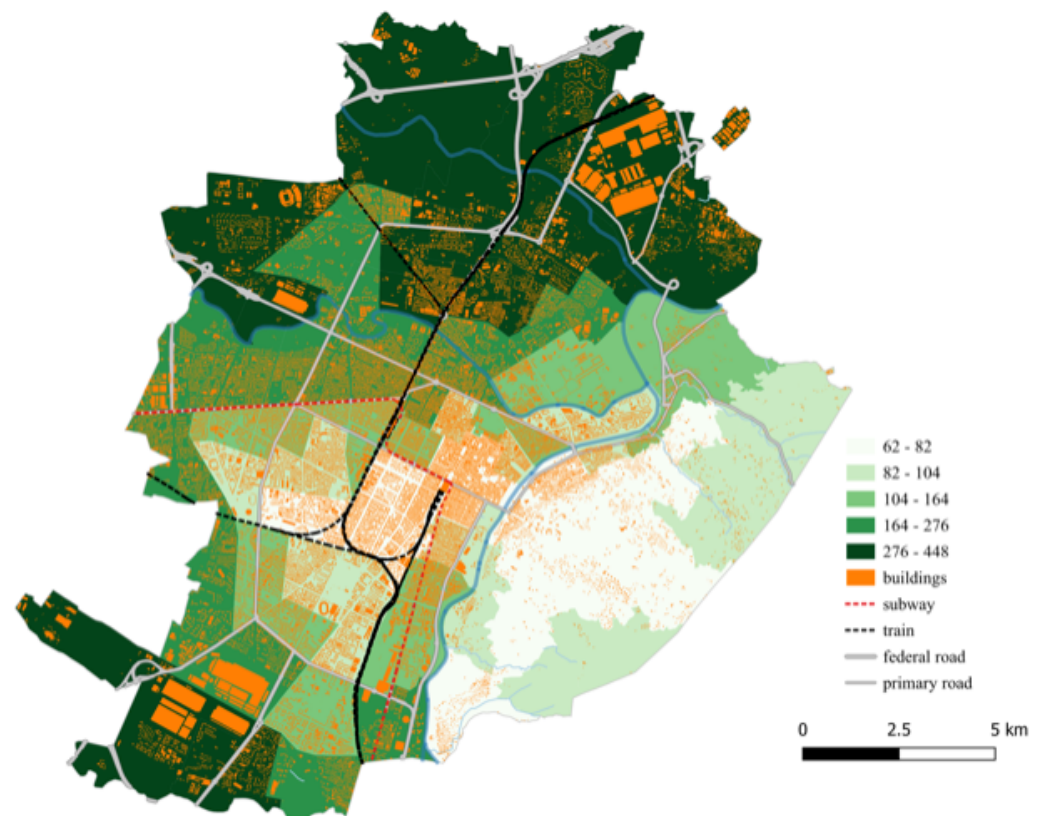 62 - 82
82 - 104
104 - 164
164 - 276
276 - 448
buildings
subway
train
federal road
primary road
0 2.5 5 km